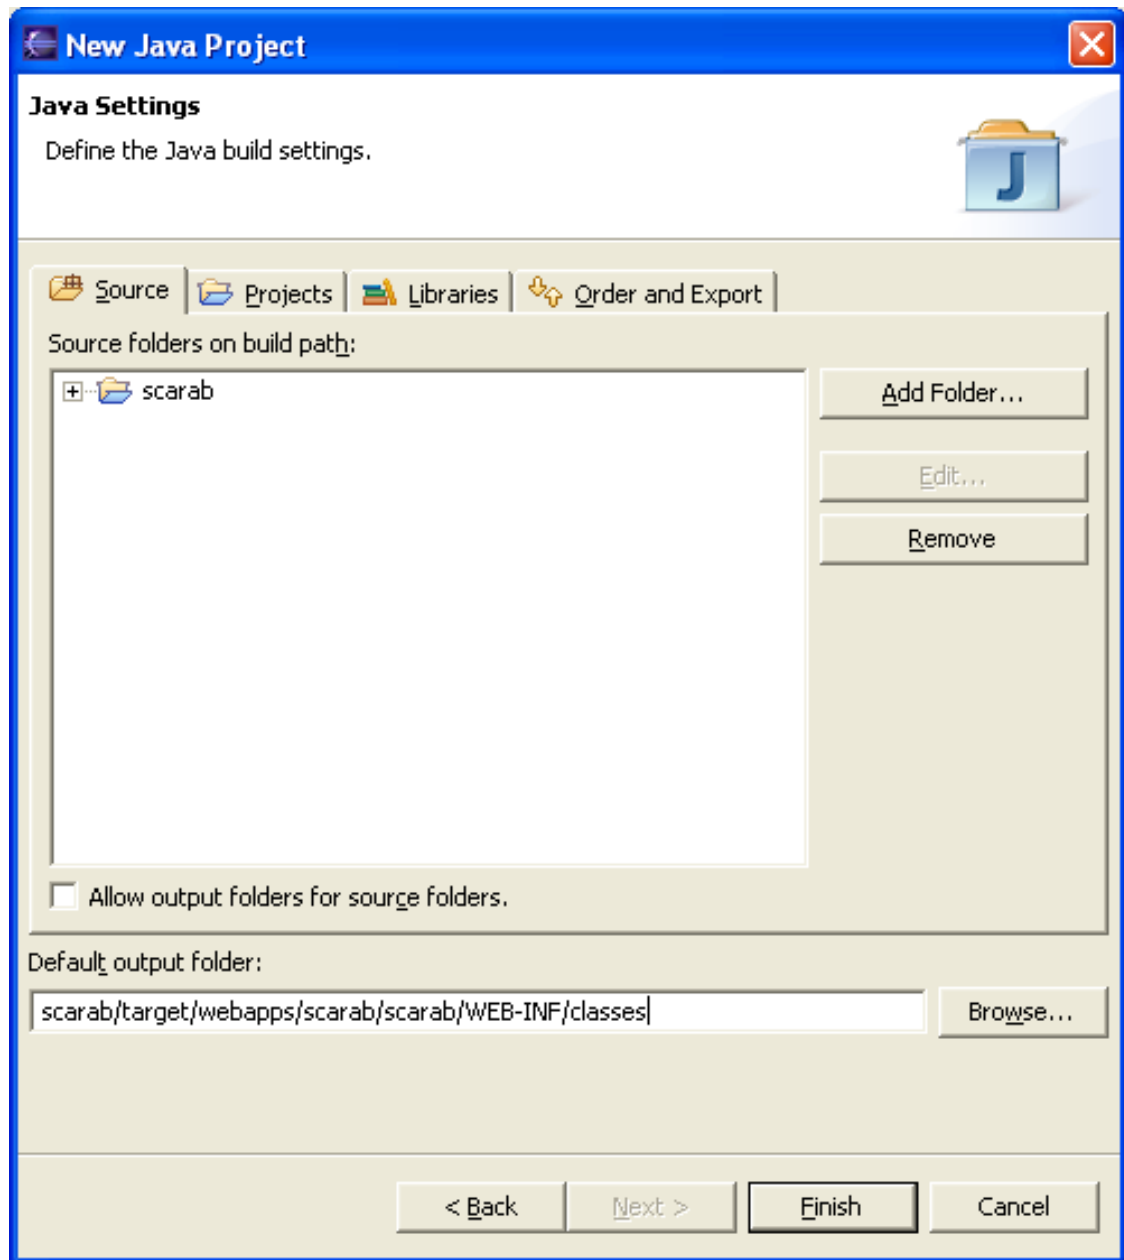 New Java Project
Java Settings
Define the Java build settings.
J
Source Projects Libraries Order and Export
Source folders on build path:
scarab
Add Folder...
Edit...
Remove
Allow output folders for source folders.
Default output folder:
scarab/target/webapps/scarab/scarab/WEB-INF/classes
Browse...
< Back Next > Finish Cancel